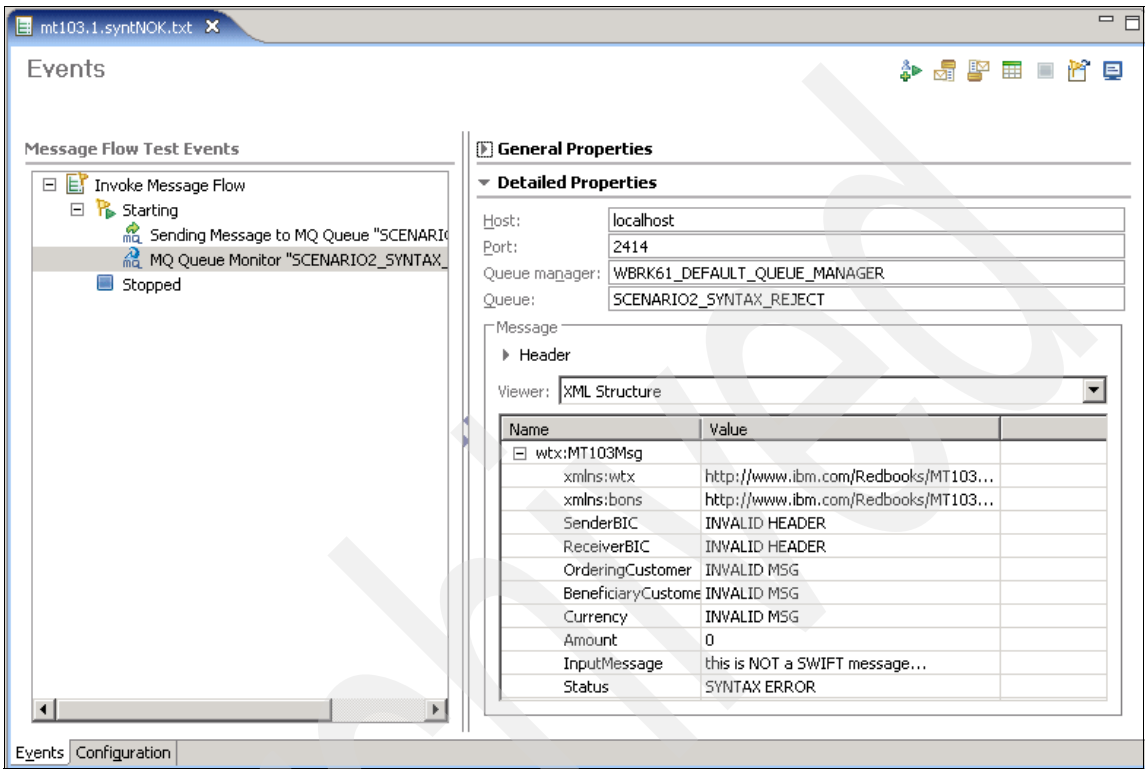 mt103.1.syntNOK.txt
Events
Message Flow Test Events
Invoke Message Flow
Starting
Sending Message to MQ Queue "SCENARIO
MQ Queue Monitor "SCENARIO2_SYNTAX_
Stopped
General Properties
Detailed Properties
Host: localhost
Port: 2414
Queue manager: WBRK61_DEFAULT_QUEUE_MANAGER
Queue: SCENARIO2_SYNTAX_REJECT
Message
Header
Viewer: XML Structure
Name Value
wtx:MT103Msg
xmlns:wtx http://www.ibm.com/Redbooks/MT103...
xmlns:bons http://www.ibm.com/Redbooks/MT103...
SenderBIC INVALID HEADER
ReceiverBIC INVALID HEADER
OrderingCustomer INVALID MSG
BeneficiaryCustome INVALID MSG
Currency INVALID MSG
Amount 0
InputMessage this is NOT a SWIFT message...
Status SYNTAX ERROR
Events Configuration